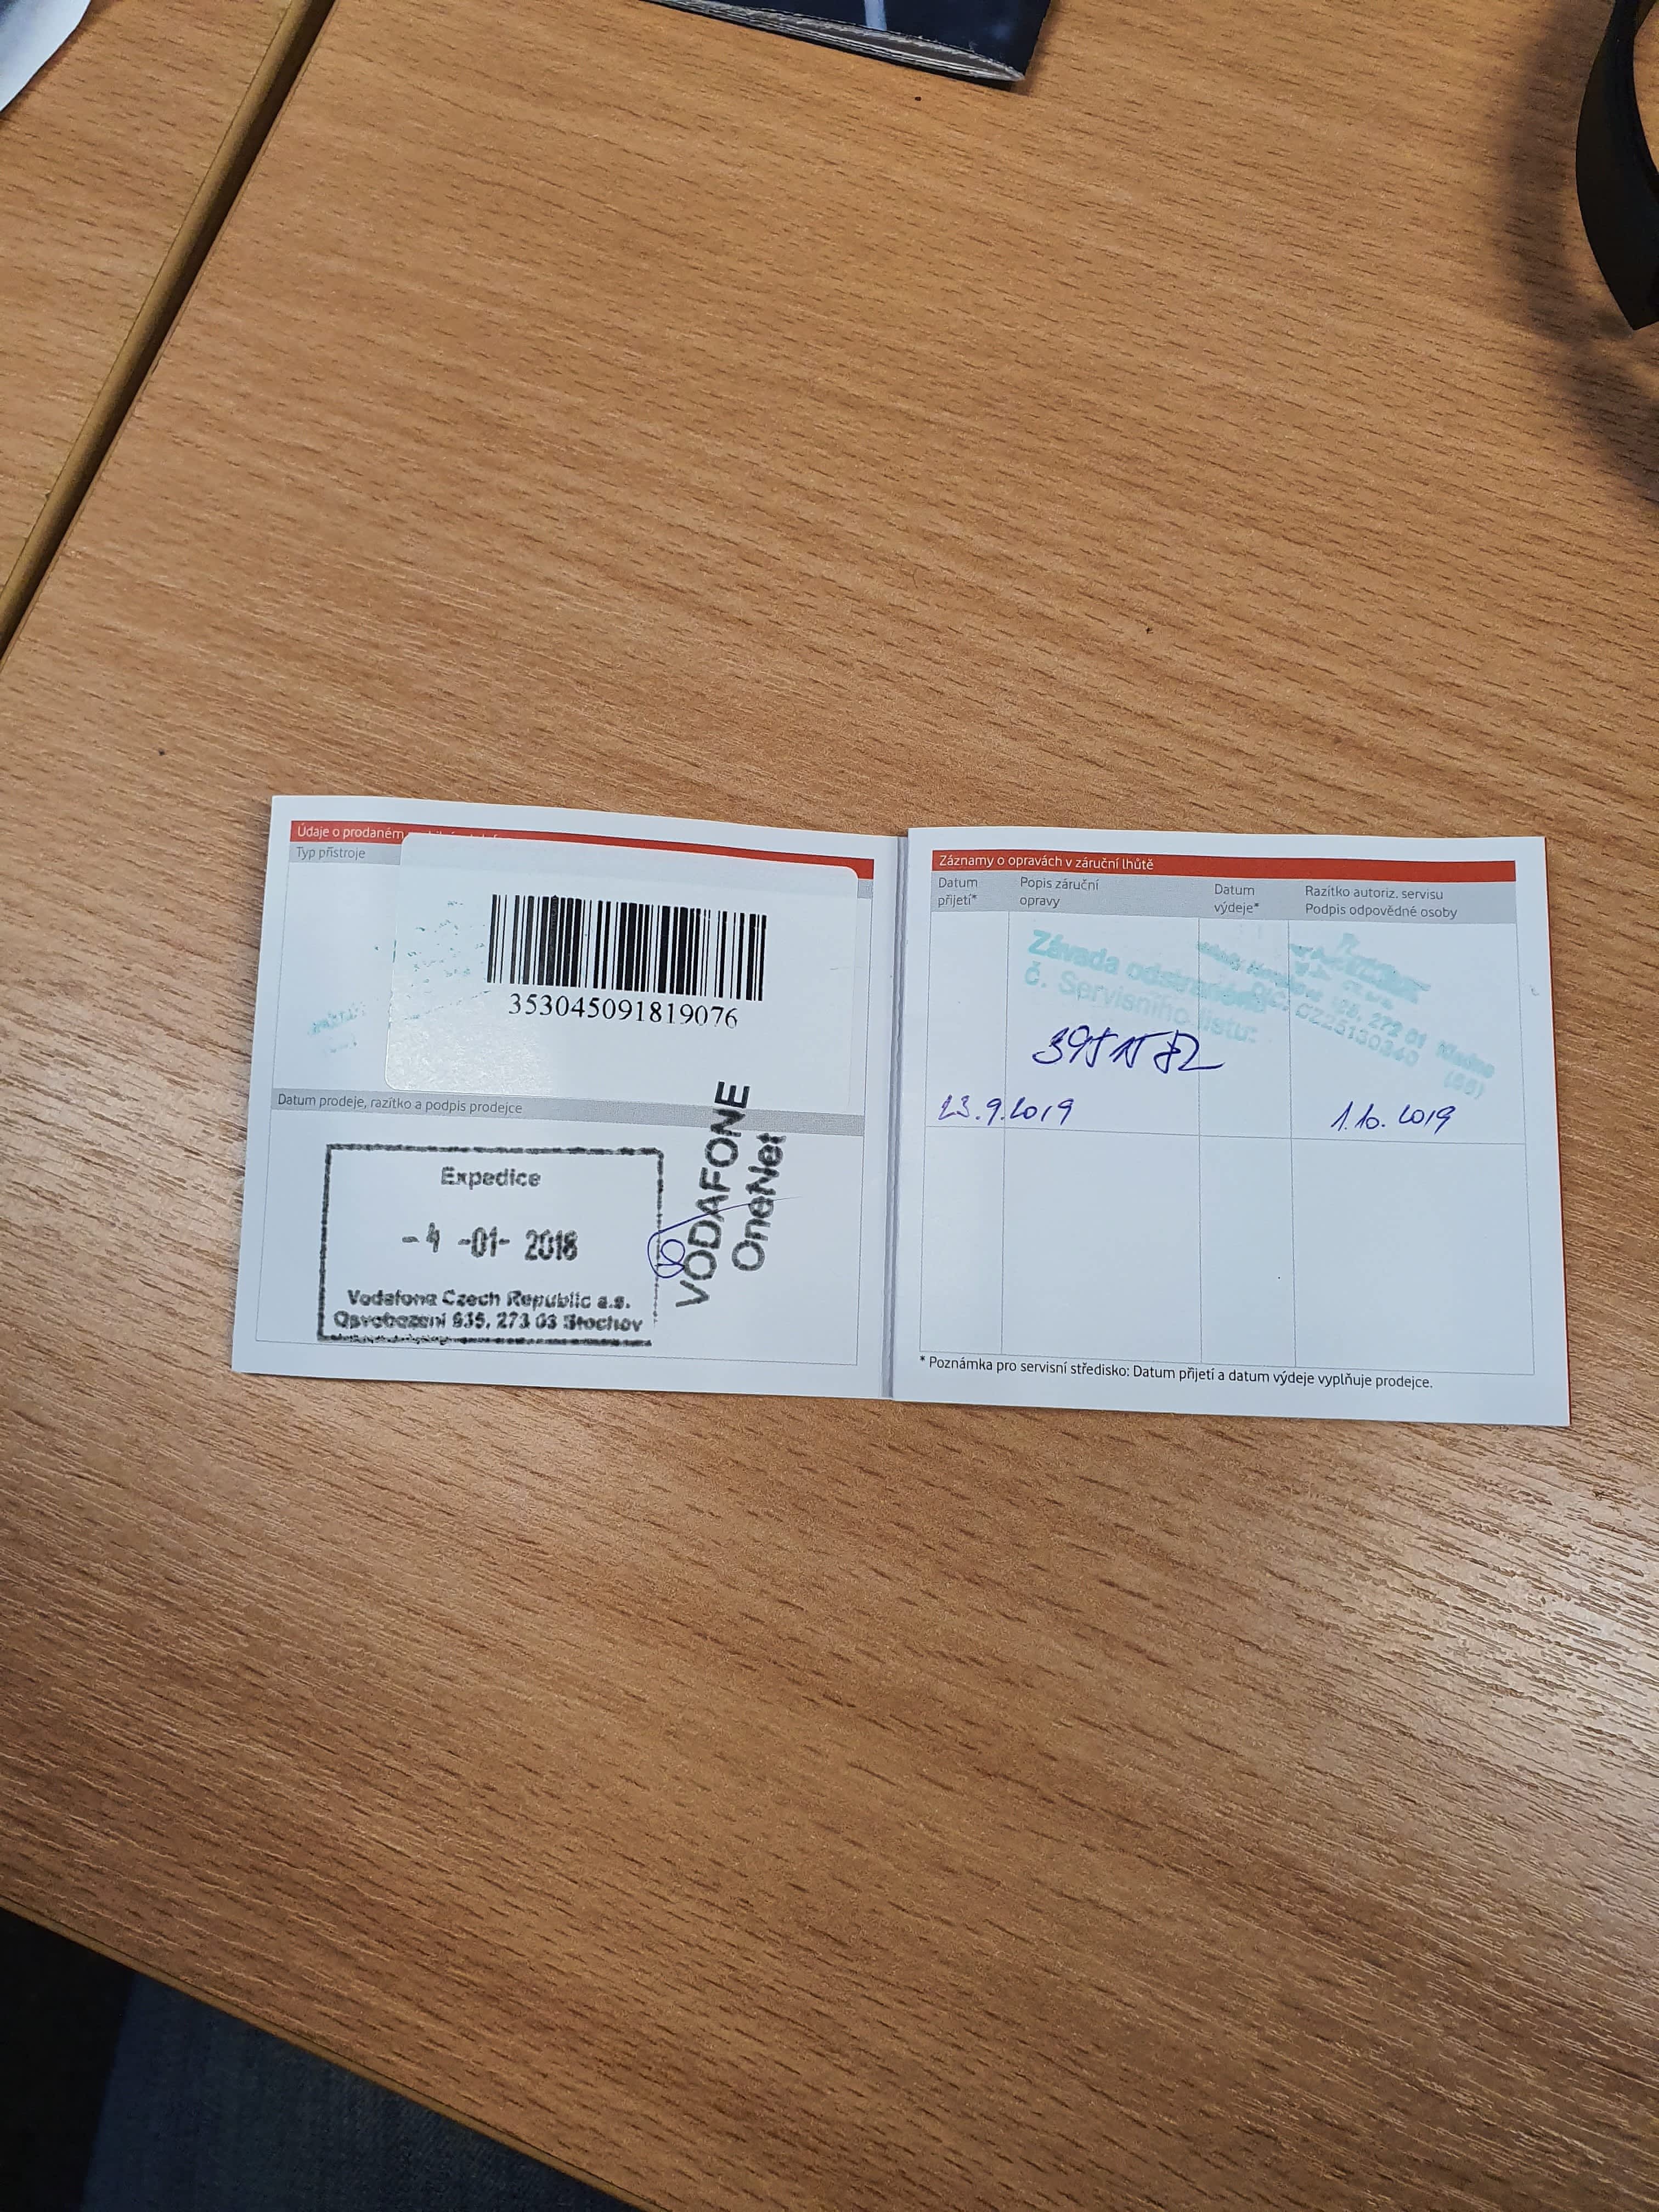 Údaje o prodaném
Typ přístroje
353045091819076
Datum prodeje, razítko a podpis prodejce
Expedice
-4 -01- 2018
Vodafone Czech Republic a.s.
Osvobození 935, 273 03 Stochov
VODAFONE
OneNet
Záznamy o opravách v záruční lhůtě
Datum přijetí*
Popis záruční opravy
Datum výdeje*
Razítko autoriz. servisu
Podpis odpovědné osoby
Závada odstraněna
č. Servisního listu:
272 01 Kladno
23.9.2019
1.10.2019
* Poznámka pro servisní středisko: Datum přijetí a datum výdeje vyplňuje prodejce.